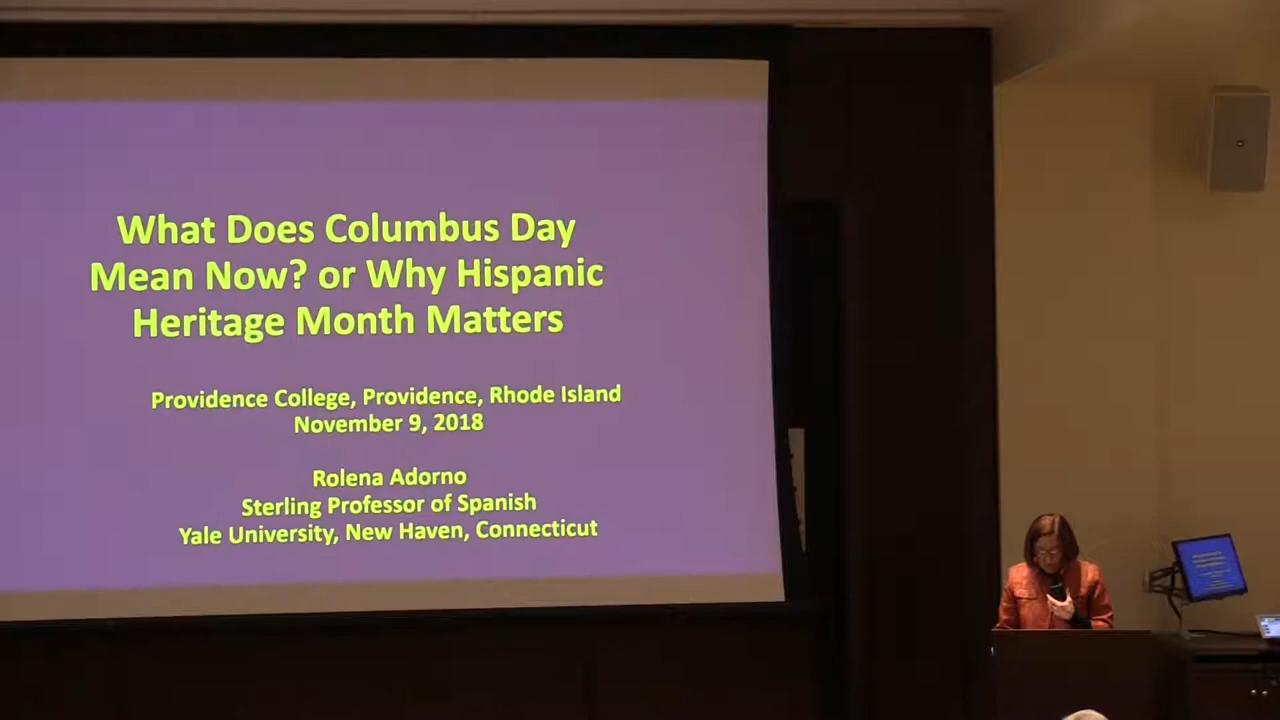 What Does Columbus Day
Mean Now? or Why Hispanic
Heritage Month Matters
Providence College, Providence, Rhode Island
November 9, 2018
Rolena Adorno
Sterling Professor of Spanish
Yale University, New Haven, Connecticut